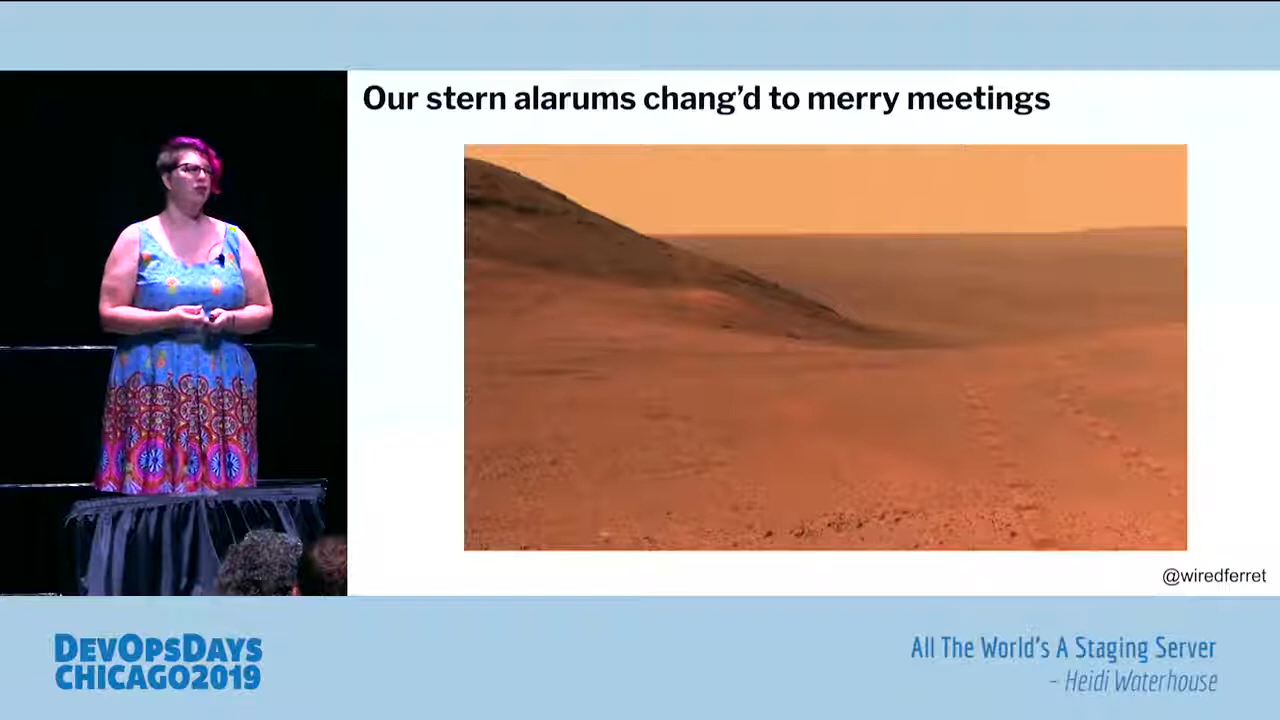 Our stern alarums chang’d to merry meetings
@wiredferret
DEVOPSDAYS
CHICAGO2019
All The World's A Staging Server
- Heidi Waterhouse